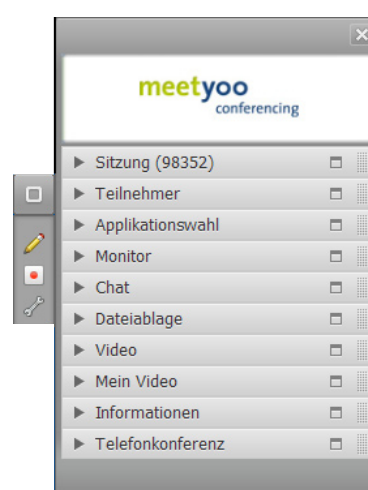 meetyoo
conferencing
Sitzung (98352)
Teilnehmer
Applikationswahl
Monitor
Chat
Dateiablage
Video
Mein Video
Informationen
Telefonkonferenz